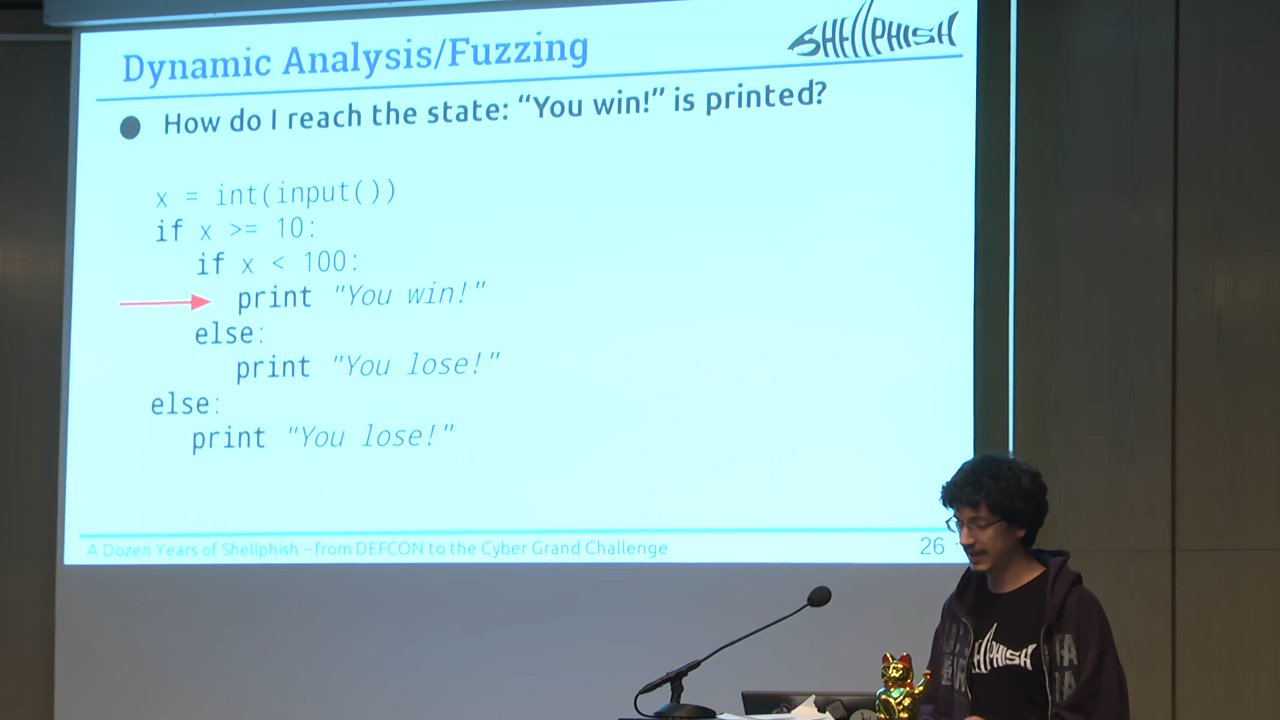 Dynamic Analysis/Fuzzing
SHELLPHISH
● How do I reach the state: “You win!” is printed?
x = int(input())
if x >= 10:
if x < 100:
print "You win!"
else:
print "You lose!"
else:
print "You lose!"
A Dozen Years of Shellphish – from DEFCON to the Cyber Grand Challenge
26
PHISH